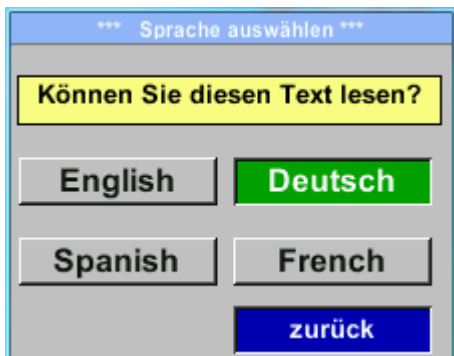 *** Sprache auswählen ***
Können Sie diesen Text lesen?
English Deutsch
Spanish French
zurück